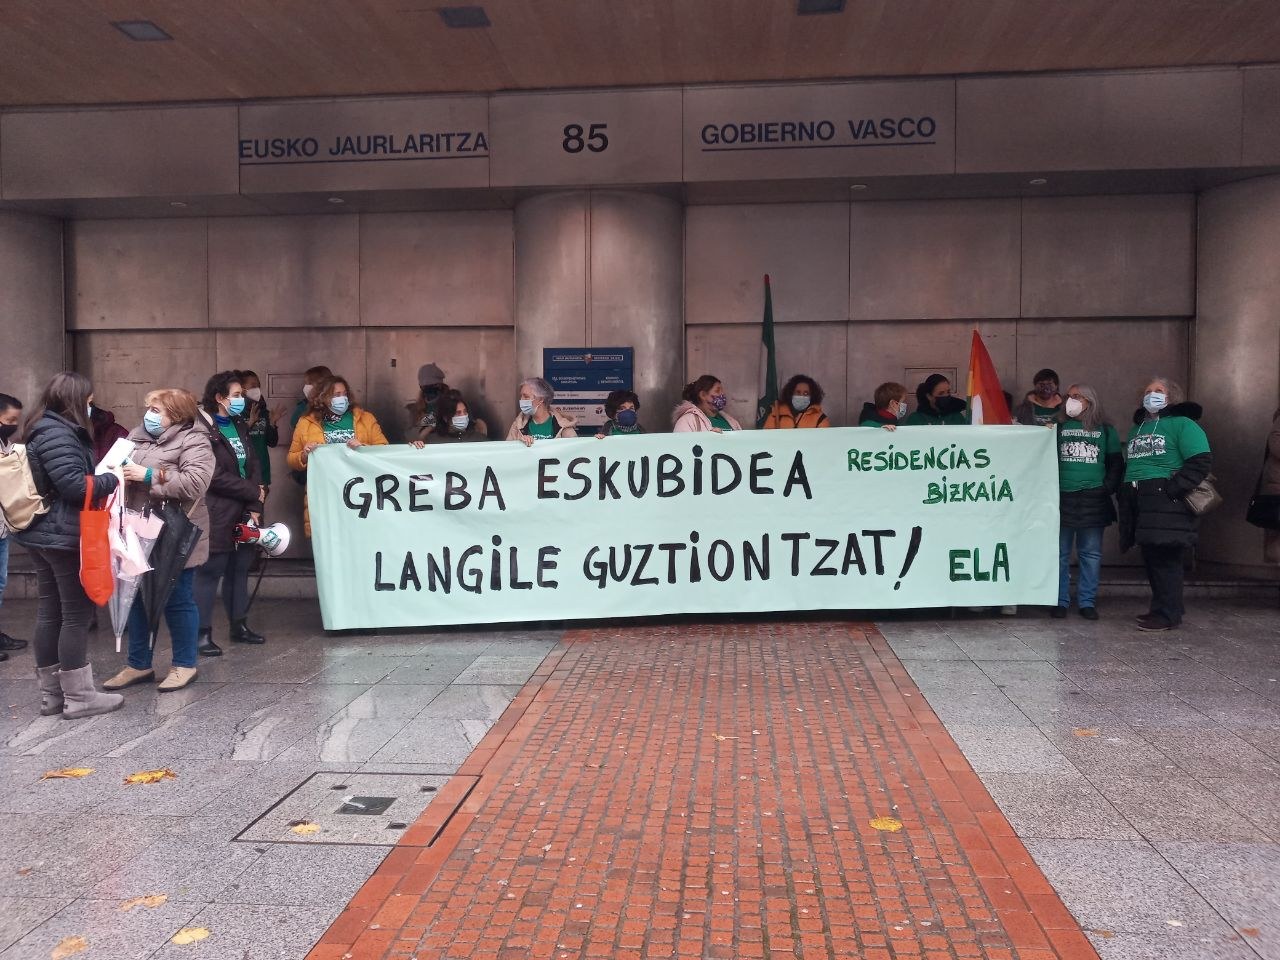 EUSKO JAURLARITZA
85
GOBIERNO VASCO
GREBA ESKUBIDEA
LANGILE GUZTIONTZAT!
RESIDENCIAS
BIZKAIA
ELA